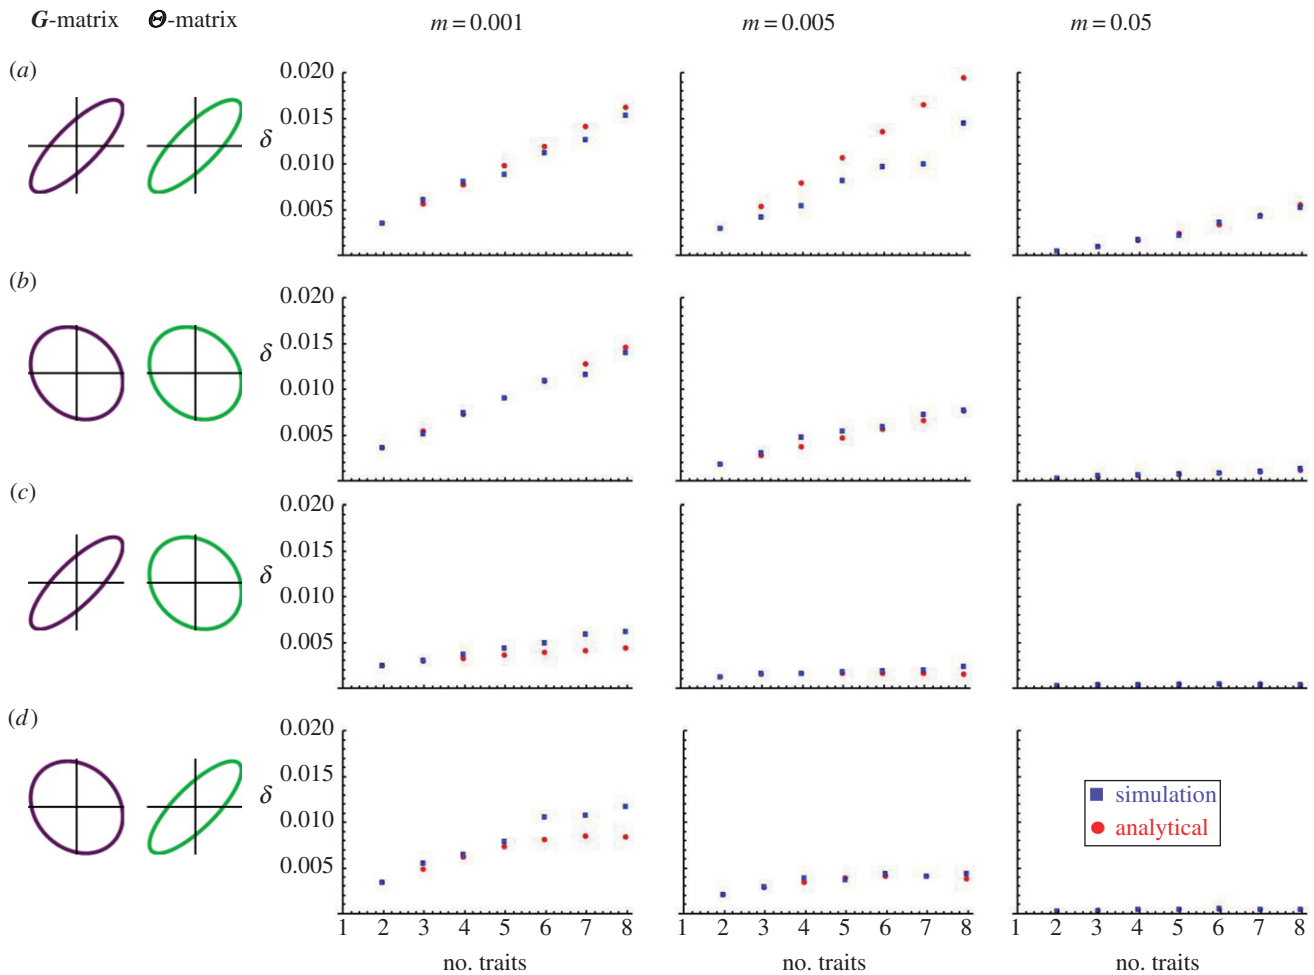 G-matrix Θ-matrix m = 0.001 m = 0.005 m = 0.05
(a)
0.020
0.015
δ
0.010
0.005
(b)
0.020
0.015
δ
0.010
0.005
(c)
0.020
0.015
δ
0.010
0.005
(d)
0.020
0.015
δ
0.010
0.005
simulation
analytical
1 2 3 4 5 6 7 8 1 2 3 4 5 6 7 8 1 2 3 4 5 6 7 8
no. traits no. traits no. traits